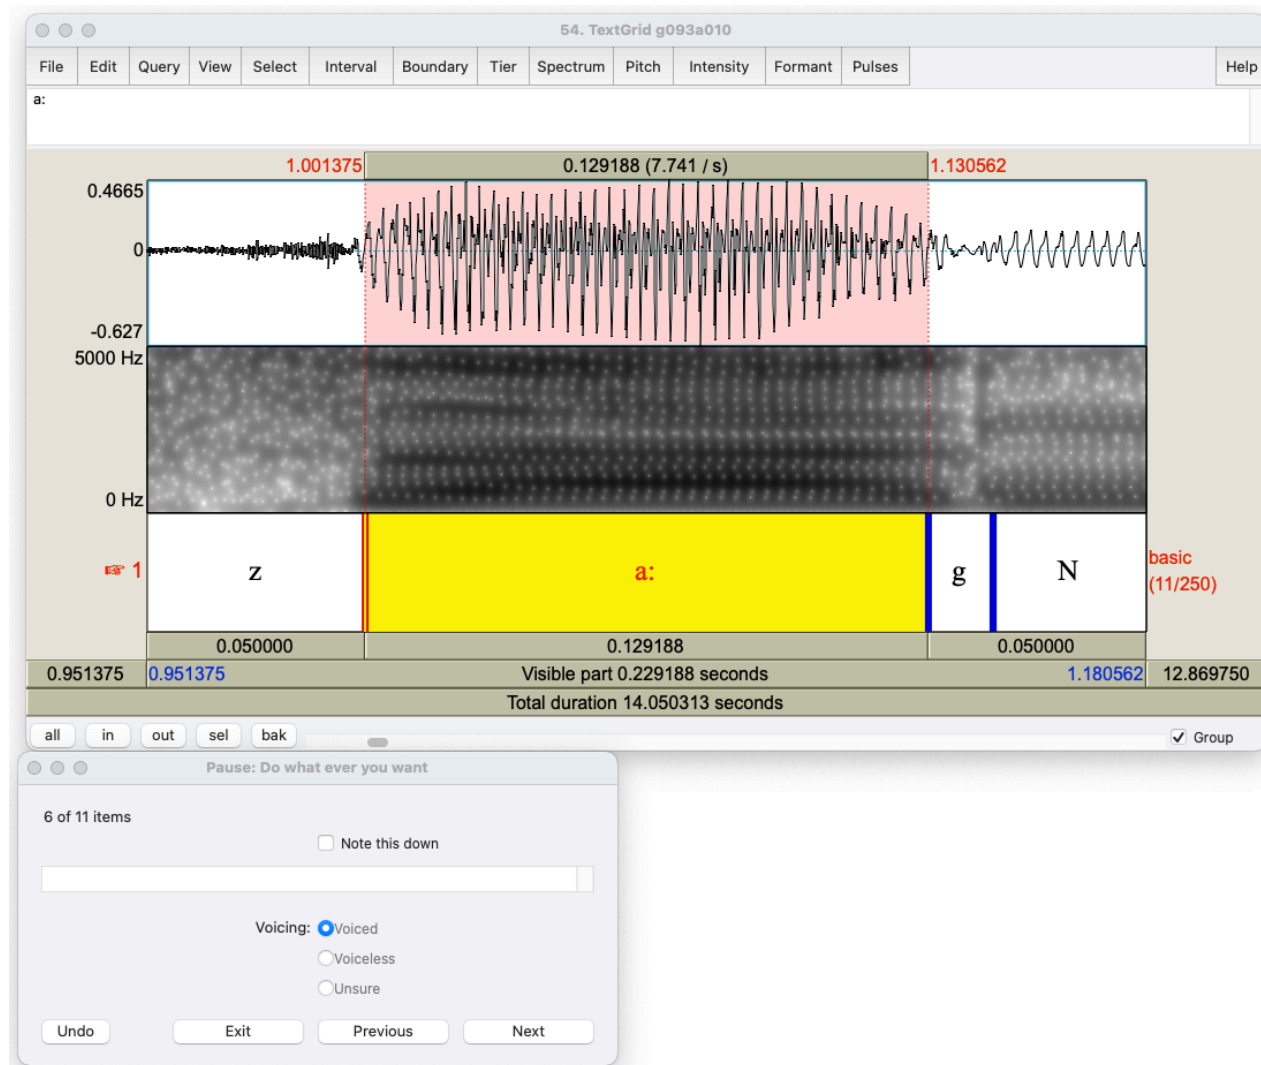 54. TextGrid g093a010
File Edit Query View Select Interval Boundary Tier Spectrum Pitch Intensity Formant Pulses Help
a:
1.001375 0.129188 (7.741 / s) 1.130562
0.4665
0
-0.627
5000 Hz
0 Hz
☞ 1 z a: g N basic
(11/250)
0.050000 0.129188 0.050000
0.951375 0.951375 Visible part 0.229188 seconds 1.180562 12.869750
Total duration 14.050313 seconds
all in out sel bak Group
Pause: Do what ever you want
6 of 11 items
Note this down
Voicing: Voiced
Voiceless
Unsure
Undo Exit Previous Next